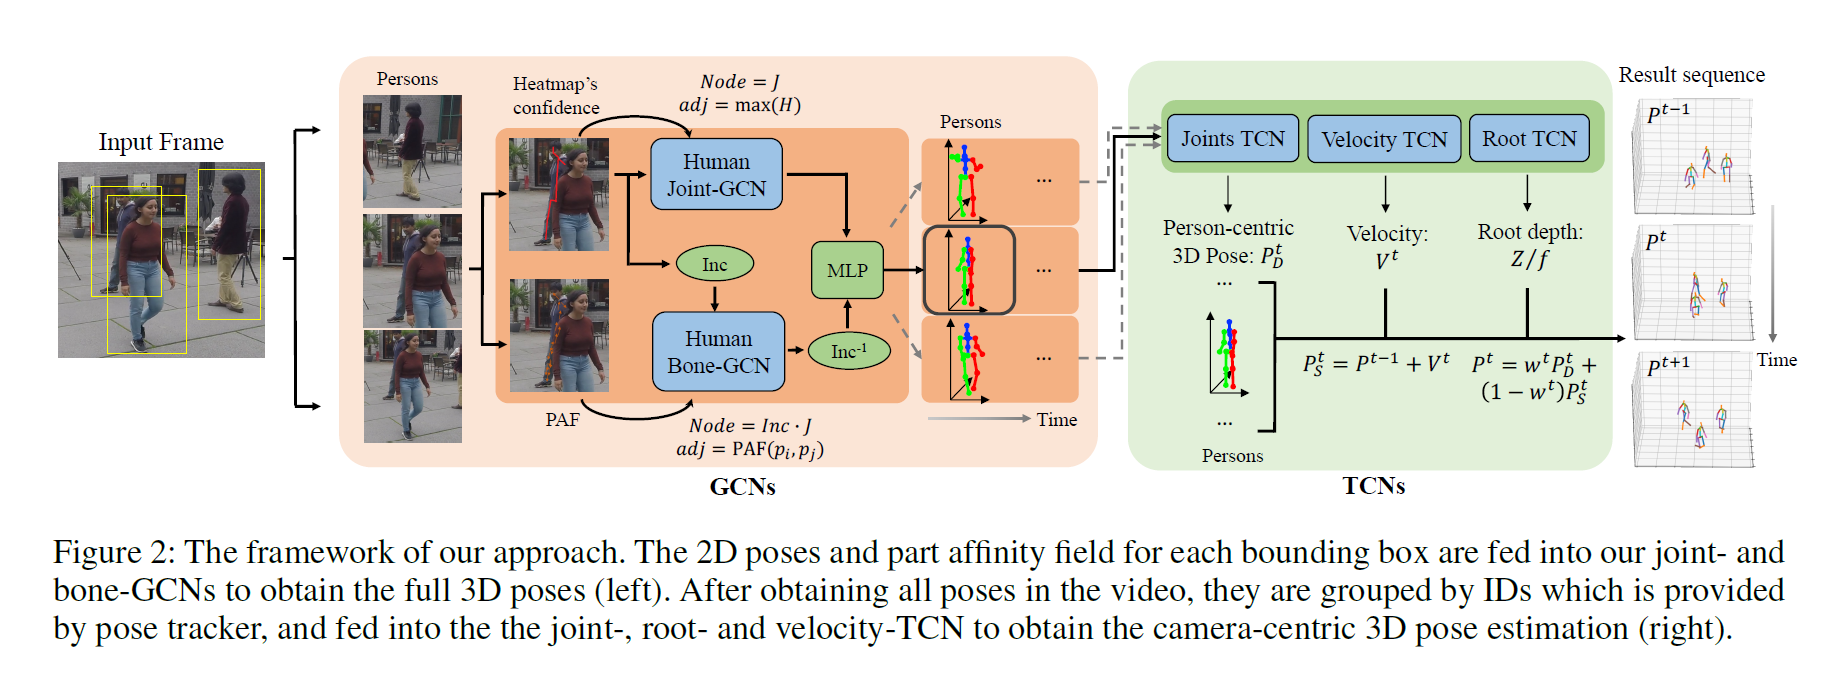 Input Frame
Persons
Heatmap's
confidence
Node = J
adj = max(H)
Human
Joint-GCN
Inc
MLP
Human
Bone-GCN
Inc⁻¹
PAF
Node = Inc · J
adj = PAF(pᵢ, pⱼ)
Persons
...
...
...
Time
GCNs
Joints TCN
Velocity TCN
Root TCN
Person-centric
3D Pose: P_D^t
Velocity:
V^t
Root depth:
Z/f
...
...
Persons
P_S^t = P^{t-1} + V^t
P^t = w^t P_D^t +
(1 − w^t)P_S^t
TCNs
Result sequence
P^{t-1}
P^t
P^{t+1}
Time
Figure 2: The framework of our approach. The 2D poses and part affinity field for each bounding box are fed into our joint- and
bone-GCNs to obtain the full 3D poses (left). After obtaining all poses in the video, they are grouped by IDs which is provided
by pose tracker, and fed into the the joint-, root- and velocity-TCN to obtain the camera-centric 3D pose estimation (right).